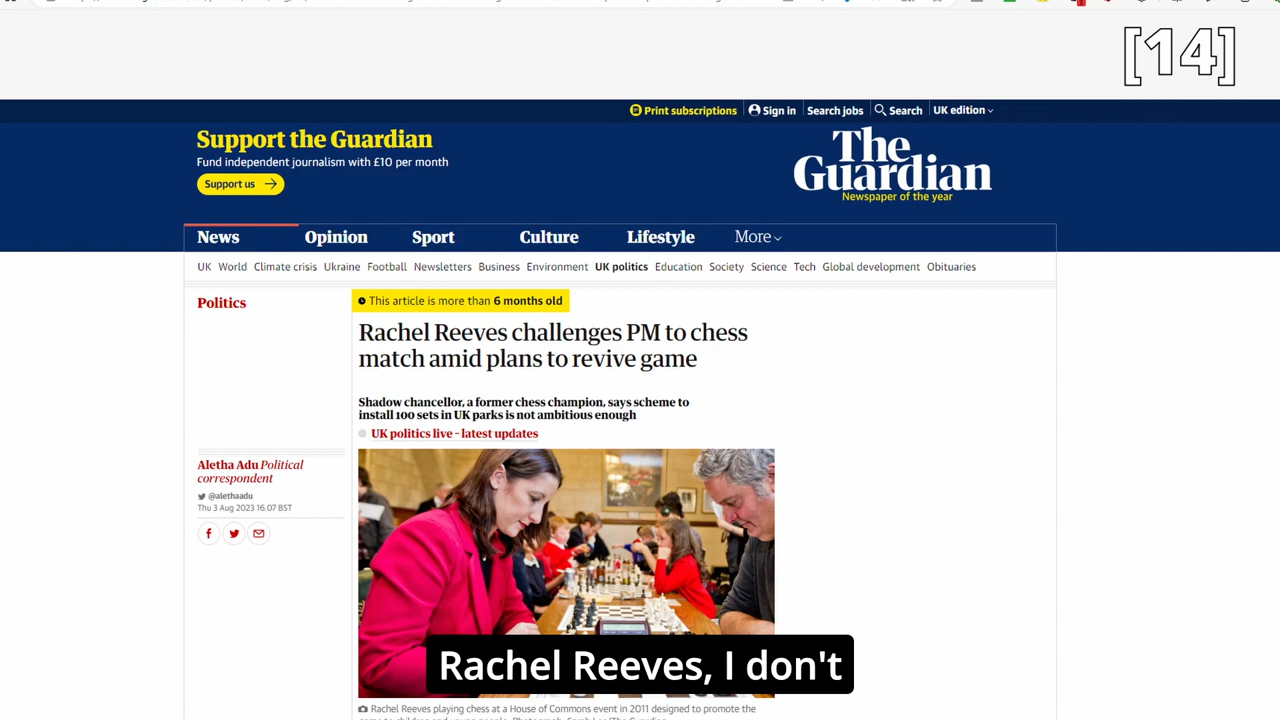 [14]
Print subscriptions
Sign in
Search jobs
Search
UK edition
Support the Guardian
Fund independent journalism with £10 per month
Support us
The
Guardian
Newspaper of the year
News Opinion Sport Culture Lifestyle More
UK World Climate crisis Ukraine Football Newsletters Business Environment UK politics Education Society Science Tech Global development Obituaries
Politics
This article is more than 6 months old
Rachel Reeves challenges PM to chess
match amid plans to revive game
Shadow chancellor, a former chess champion, says scheme to
install 100 sets in UK parks is not ambitious enough
UK politics live – latest updates
Aletha Adu Political
correspondent
@alethaadu
Thu 3 Aug 2023 16.07 BST
Rachel Reeves, I don't
Rachel Reeves playing chess at a House of Commons event in 2011 designed to promote the